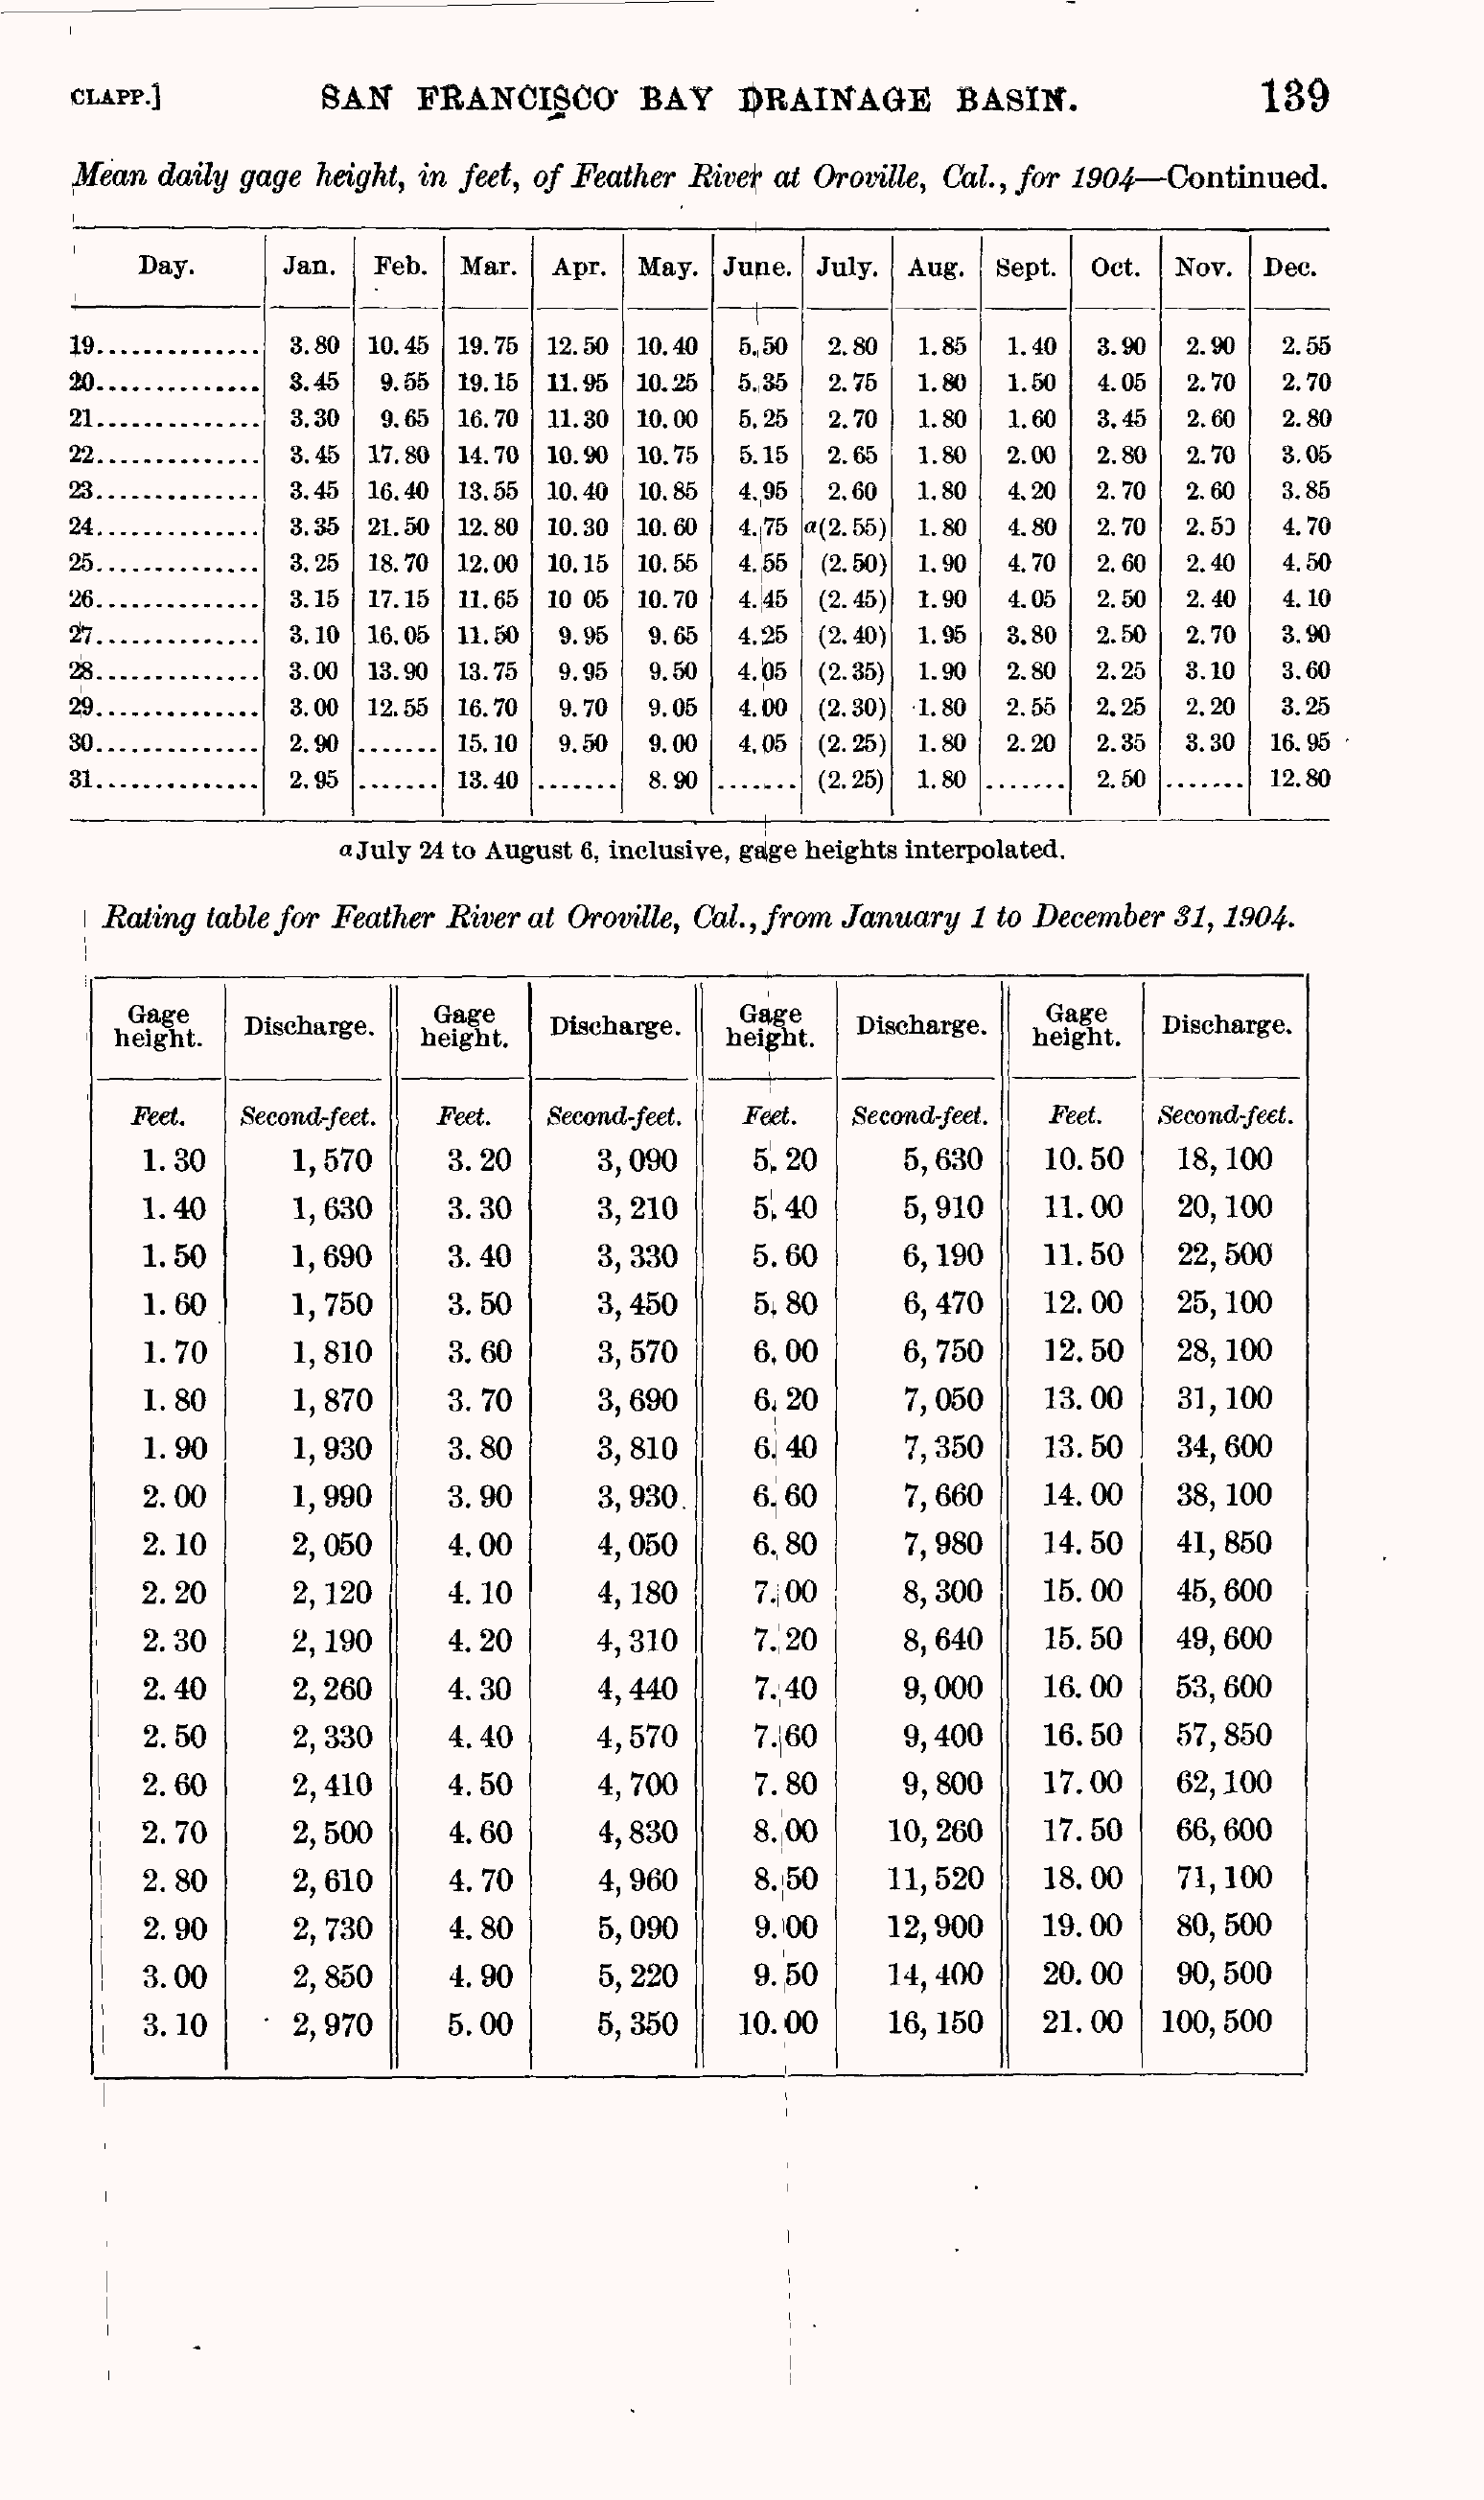 CLAPP.] SAN FRANCISCO BAY DRAINAGE BASIN. 139
Mean daily gage height, in feet, of Feather River at Oroville, Cal., for 1904—Continued.
Day. Jan. Feb. Mar. Apr. May. June. July. Aug. Sept. Oct. Nov. Dec.
19.............. 3.80 10.45 19.75 12.50 10.40 5.50 2.80 1.85 1.40 3.90 2.90 2.55
20.............. 3.45 9.55 19.15 11.95 10.25 5.35 2.75 1.80 1.50 4.05 2.70 2.70
21.............. 3.30 9.65 16.70 11.30 10.00 5.25 2.70 1.80 1.60 3.45 2.60 2.80
22.............. 3.45 17.80 14.70 10.90 10.75 5.15 2.65 1.80 2.00 2.80 2.70 3.05
23.............. 3.45 16.40 13.55 10.40 10.85 4.95 2.60 1.80 4.20 2.70 2.60 3.85
24.............. 3.35 21.50 12.80 10.30 10.60 4.75 a(2.55) 1.80 4.80 2.70 2.50 4.70
25.............. 3.25 18.70 12.00 10.15 10.55 4.55 (2.50) 1.90 4.70 2.60 2.40 4.50
26.............. 3.15 17.15 11.65 10 05 10.70 4.45 (2.45) 1.90 4.05 2.50 2.40 4.10
27.............. 3.10 16.05 11.50 9.95 9.65 4.25 (2.40) 1.95 3.80 2.50 2.70 3.90
28.............. 3.00 13.90 13.75 9.95 9.50 4.05 (2.35) 1.90 2.80 2.25 3.10 3.60
29.............. 3.00 12.55 16.70 9.70 9.05 4.00 (2.30) 1.80 2.55 2.25 2.20 3.25
30.............. 2.90 ....... 15.10 9.50 9.00 4.05 (2.25) 1.80 2.20 2.35 3.30 16.95
31.............. 2.95 ....... 13.40 ....... 8.90 ....... (2.25) 1.80 ....... 2.50 ....... 12.80
a July 24 to August 6, inclusive, gage heights interpolated.
Rating table for Feather River at Oroville, Cal., from January 1 to December 31, 1904.
Gage height. Discharge. Gage height. Discharge. Gage height. Discharge. Gage height. Discharge.
Feet. Second-feet. Feet. Second-feet. Feet. Second-feet. Feet. Second-feet.
1.30 1,570 3.20 3,090 5.20 5,630 10.50 18,100
1.40 1,630 3.30 3,210 5.40 5,910 11.00 20,100
1.50 1,690 3.40 3,330 5.60 6,190 11.50 22,500
1.60 1,750 3.50 3,450 5.80 6,470 12.00 25,100
1.70 1,810 3.60 3,570 6.00 6,750 12.50 28,100
1.80 1,870 3.70 3,690 6.20 7,050 13.00 31,100
1.90 1,930 3.80 3,810 6.40 7,350 13.50 34,600
2.00 1,990 3.90 3,930 6.60 7,660 14.00 38,100
2.10 2,050 4.00 4,050 6.80 7,980 14.50 41,850
2.20 2,120 4.10 4,180 7.00 8,300 15.00 45,600
2.30 2,190 4.20 4,310 7.20 8,640 15.50 49,600
2.40 2,260 4.30 4,440 7.40 9,000 16.00 53,600
2.50 2,330 4.40 4,570 7.60 9,400 16.50 57,850
2.60 2,410 4.50 4,700 7.80 9,800 17.00 62,100
2.70 2,500 4.60 4,830 8.00 10,260 17.50 66,600
2.80 2,610 4.70 4,960 8.50 11,520 18.00 71,100
2.90 2,730 4.80 5,090 9.00 12,900 19.00 80,500
3.00 2,850 4.90 5,220 9.50 14,400 20.00 90,500
3.10 2,970 5.00 5,350 10.00 16,150 21.00 100,500